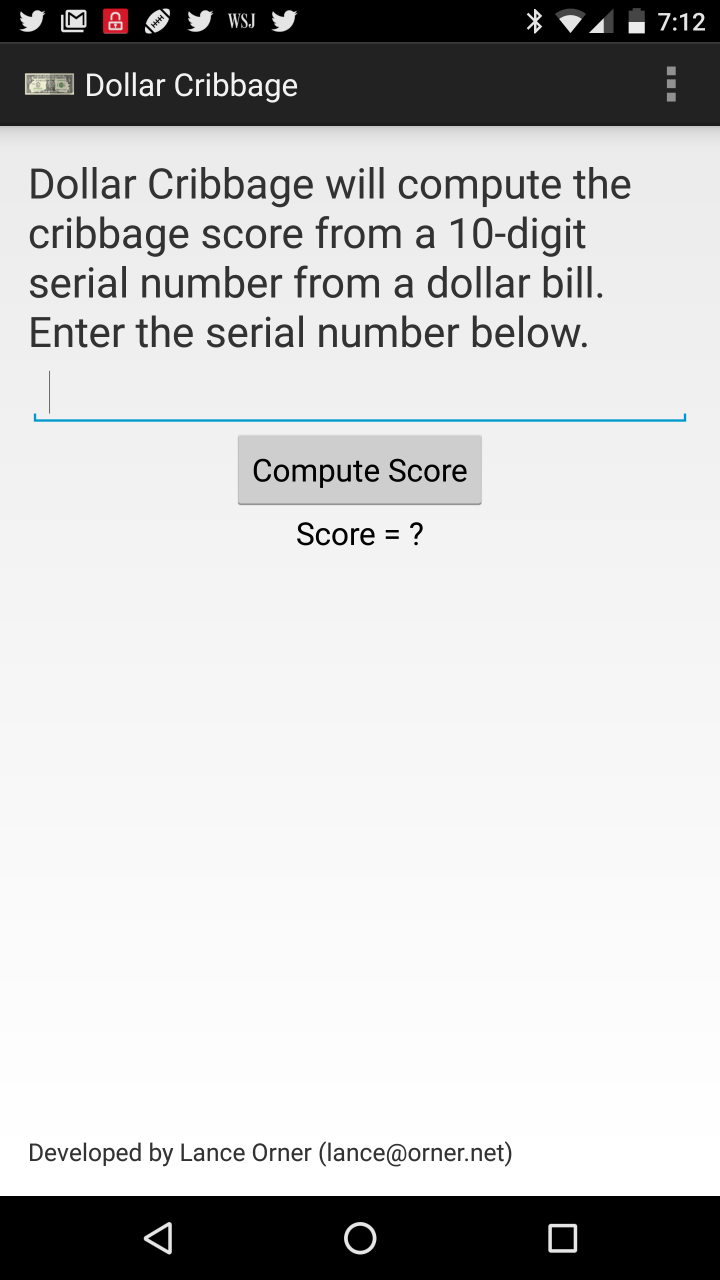 WSJ
7:12
Dollar Cribbage
Dollar Cribbage will compute the
cribbage score from a 10-digit
serial number from a dollar bill.
Enter the serial number below.
Compute Score
Score = ?
Developed by Lance Orner (lance@orner.net)